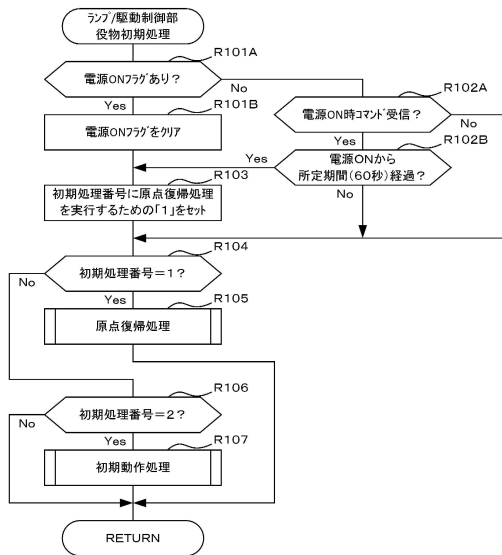 ランプ/駆動制御部
役物初期処理
R101A
電源ONフラグあり?
No
Yes
R101B
電源ONフラグをクリア
R102A
電源ON時コマンド受信?
No
Yes
R102B
電源ONから
所定期間(60秒)経過?
Yes
No
R103
初期処理番号に原点復帰処理
を実行するための「1」をセット
R104
初期処理番号=1?
No
Yes
R105
原点復帰処理
R106
初期処理番号=2?
No
Yes
R107
初期動作処理
RETURN